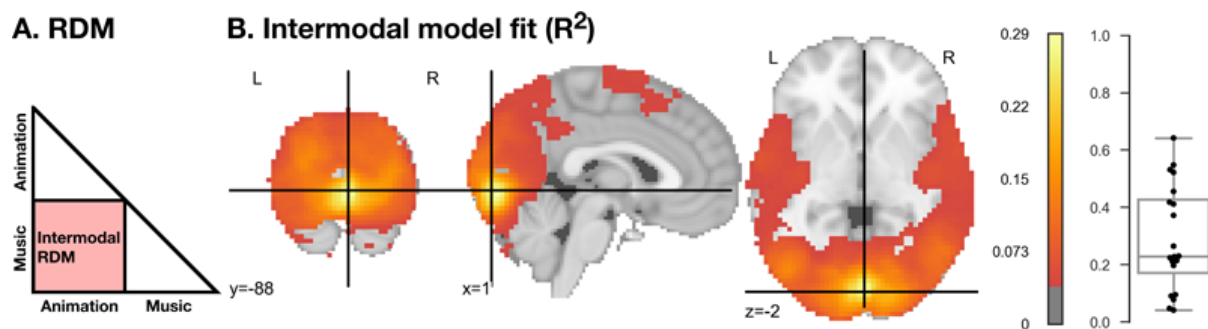 A. RDM
B. Intermodal model fit (R²)
Animation
Music
Intermodal
RDM
Animation
Music
L
R
y=-88
x=1
L
R
z=-2
0.29
0.22
0.15
0.073
0
1.0
0.8
0.6
0.4
0.2
0.0